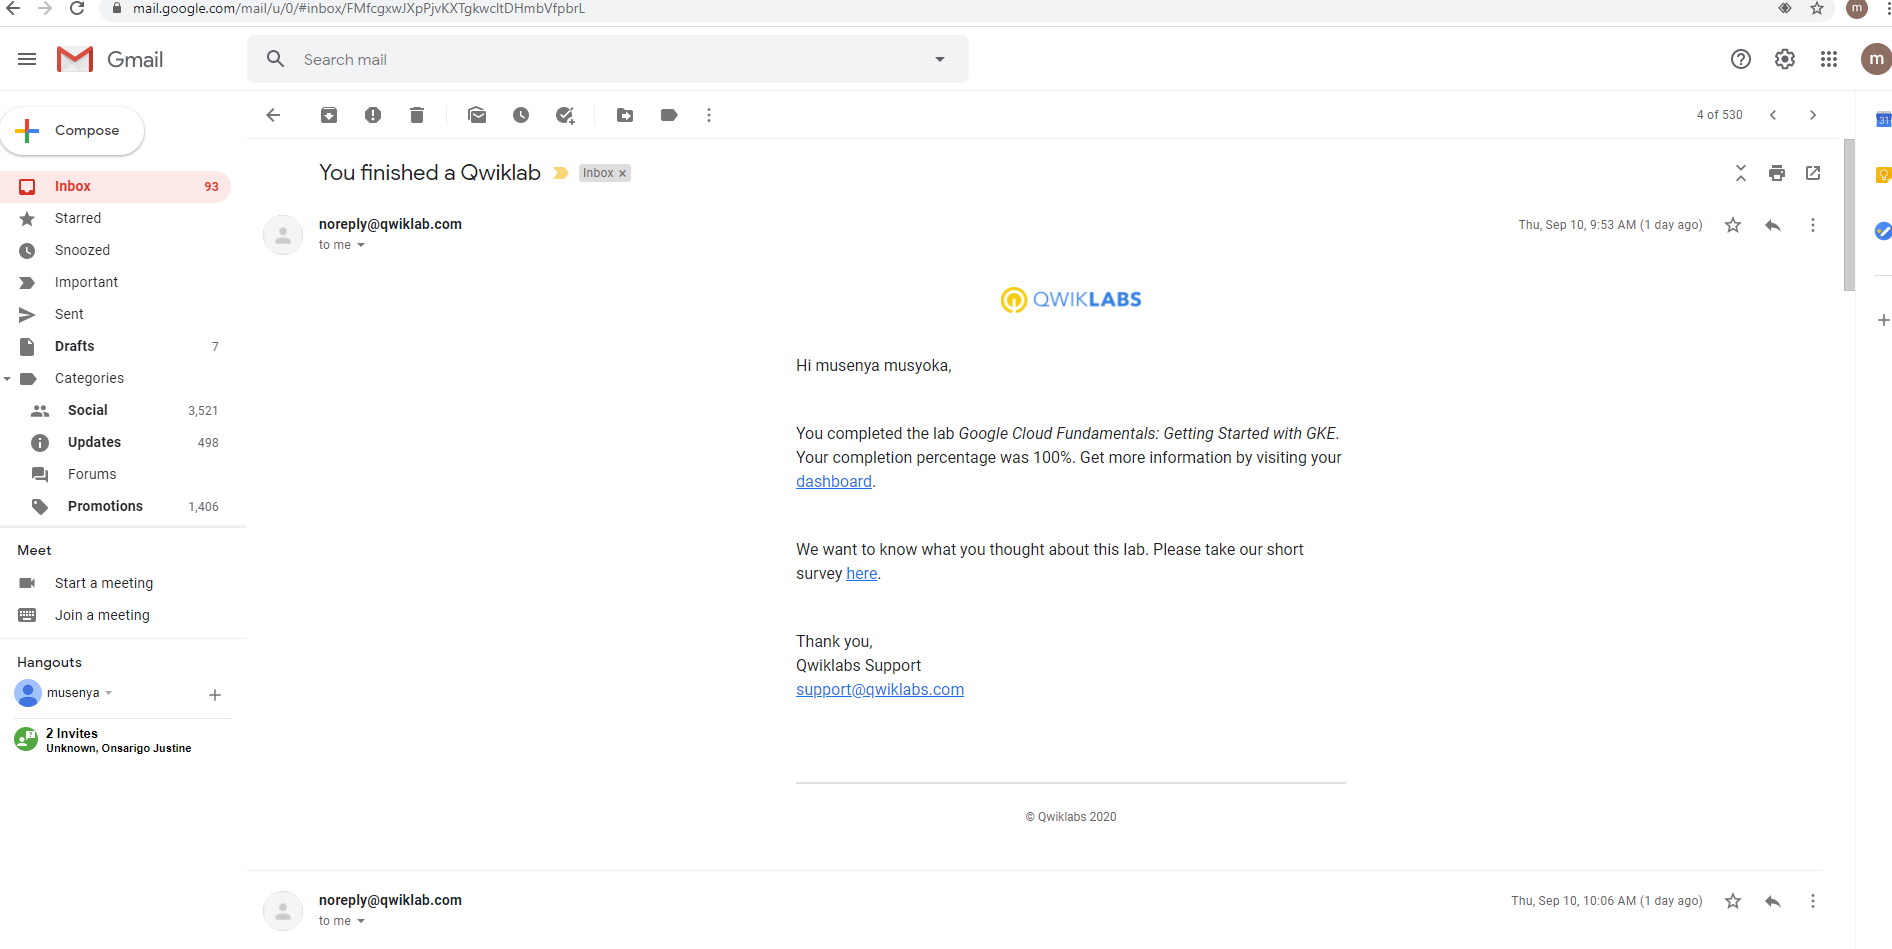 mail.google.com/mail/u/0/#inbox/FMfcgxwJXpPjvKXTgkwcltDHmbVfpbrL
m
Gmail
Search mail
m
Compose
4 of 530
31
You finished a Qwiklab
Inbox x
Inbox 93
noreply@qwiklab.com
Thu, Sep 10, 9:53 AM (1 day ago)
to me
Starred
Snoozed
Important
Sent
Drafts 7
Categories
Social 3,521
Updates 498
Forums
Promotions 1,406
Meet
Start a meeting
Join a meeting
Hangouts
musenya
2 Invites
Unknown, Onsarigo Justine
QWIKLABS
Hi musenya musyoka,
You completed the lab Google Cloud Fundamentals: Getting Started with GKE.
Your completion percentage was 100%. Get more information by visiting your
dashboard.
We want to know what you thought about this lab. Please take our short
survey here.
Thank you,
Qwiklabs Support
support@qwiklabs.com
© Qwiklabs 2020
noreply@qwiklab.com
Thu, Sep 10, 10:06 AM (1 day ago)
to me